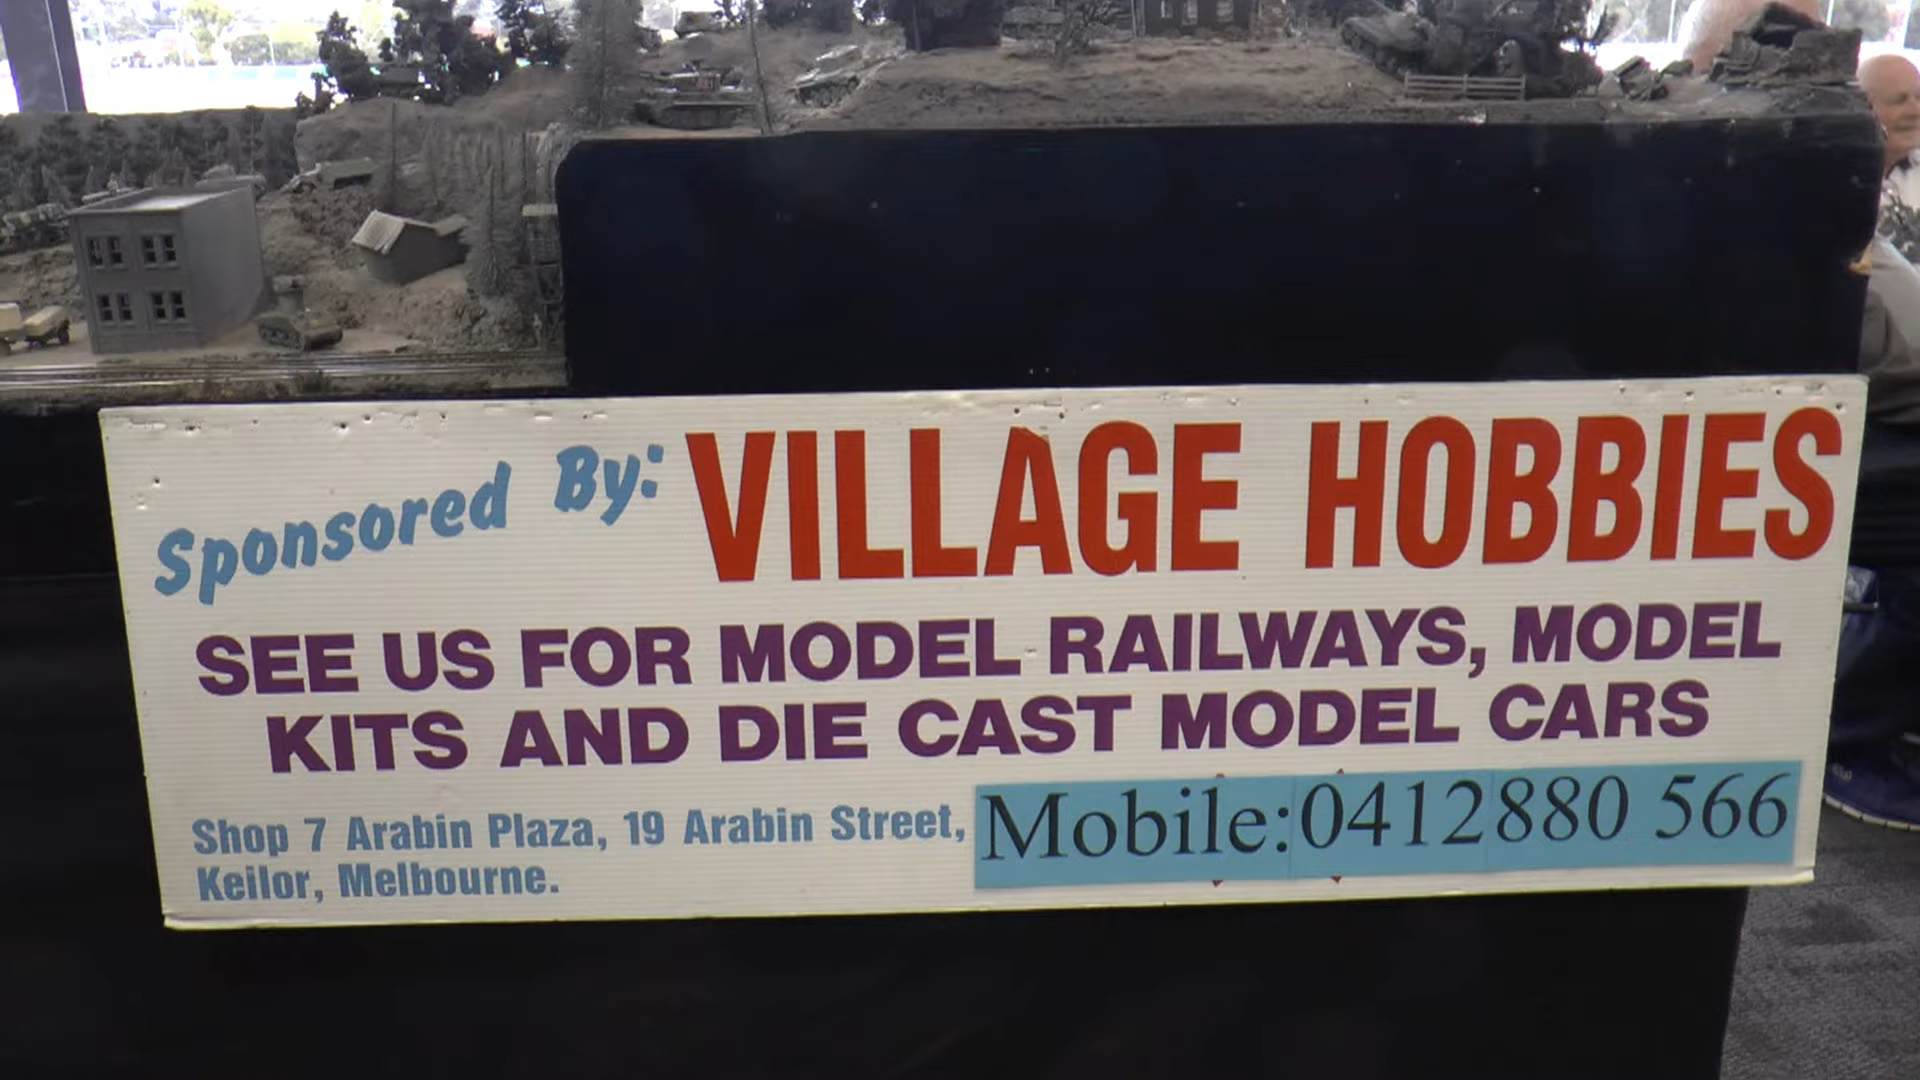 Sponsored By: VILLAGE HOBBIES
SEE US FOR MODEL RAILWAYS, MODEL
KITS AND DIE CAST MODEL CARS
Shop 7 Arabin Plaza, 19 Arabin Street,
Keilor, Melbourne.
Mobile:0412880 566